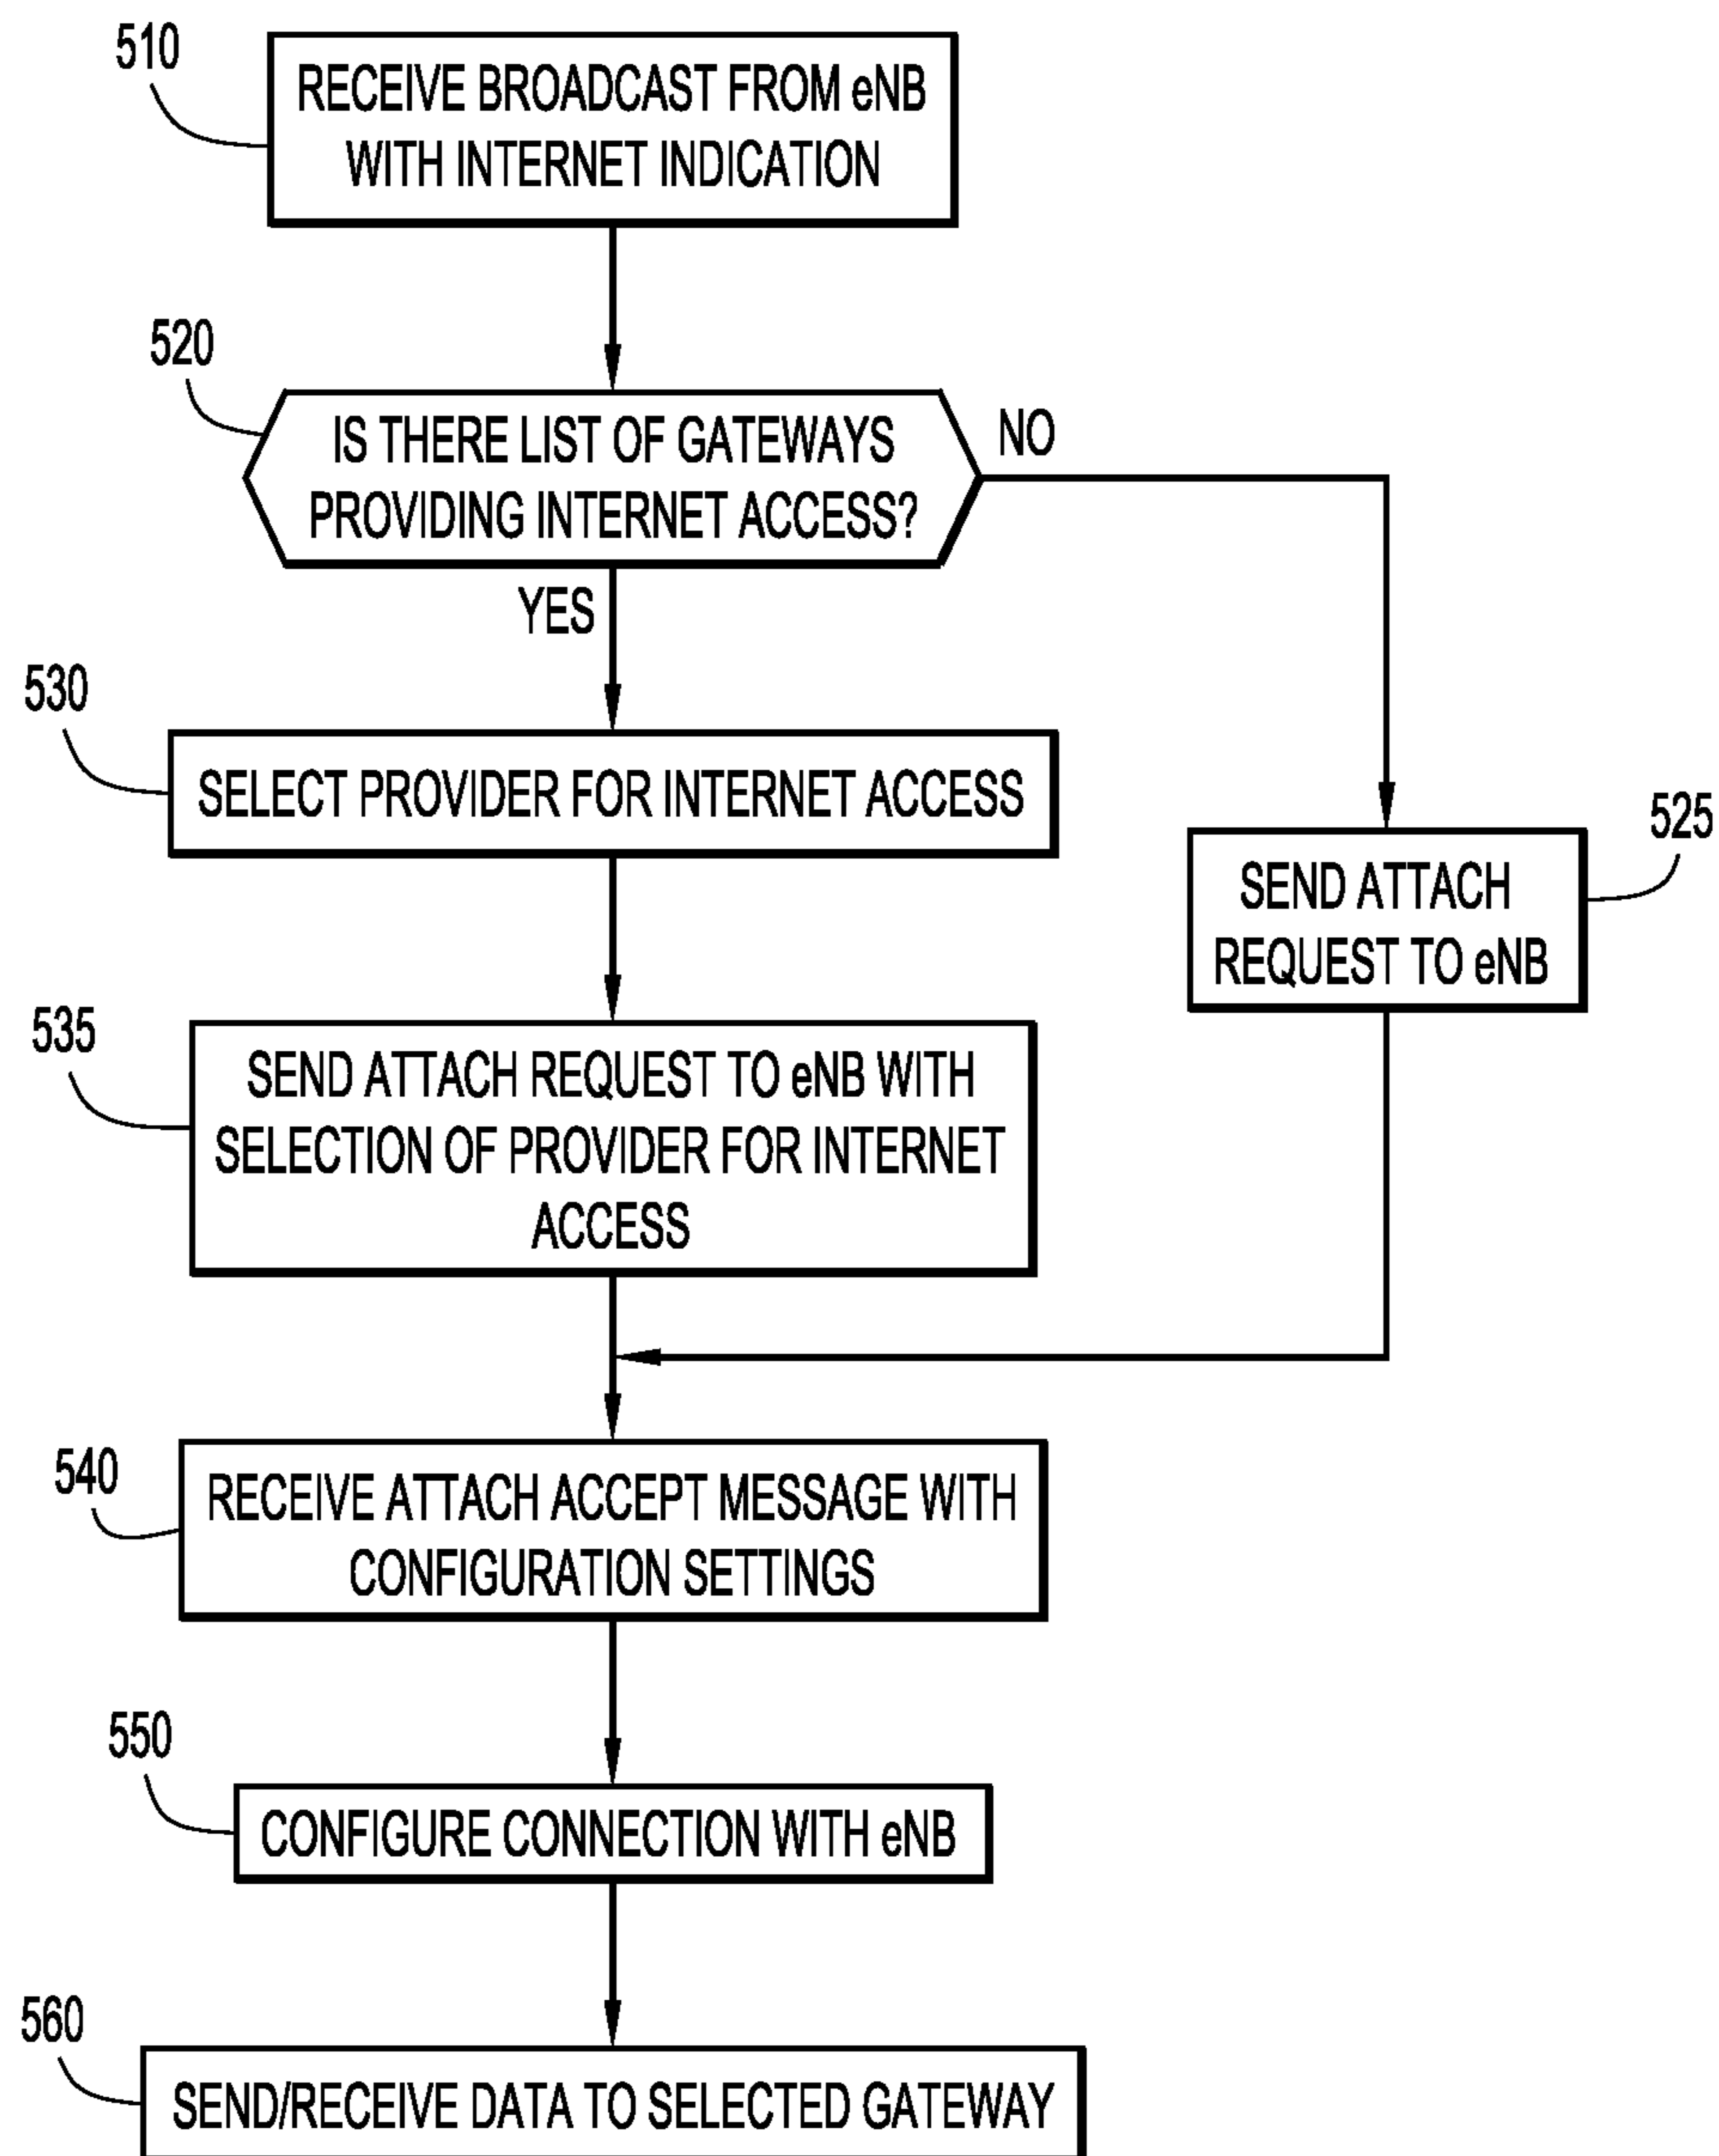 510
RECEIVE BROADCAST FROM eNB
WITH INTERNET INDICATION
520
IS THERE LIST OF GATEWAYS
PROVIDING INTERNET ACCESS?
NO
YES
530
SELECT PROVIDER FOR INTERNET ACCESS
525
SEND ATTACH
REQUEST TO eNB
535
SEND ATTACH REQUEST TO eNB WITH
SELECTION OF PROVIDER FOR INTERNET
ACCESS
540
RECEIVE ATTACH ACCEPT MESSAGE WITH
CONFIGURATION SETTINGS
550
CONFIGURE CONNECTION WITH eNB
560
SEND/RECEIVE DATA TO SELECTED GATEWAY